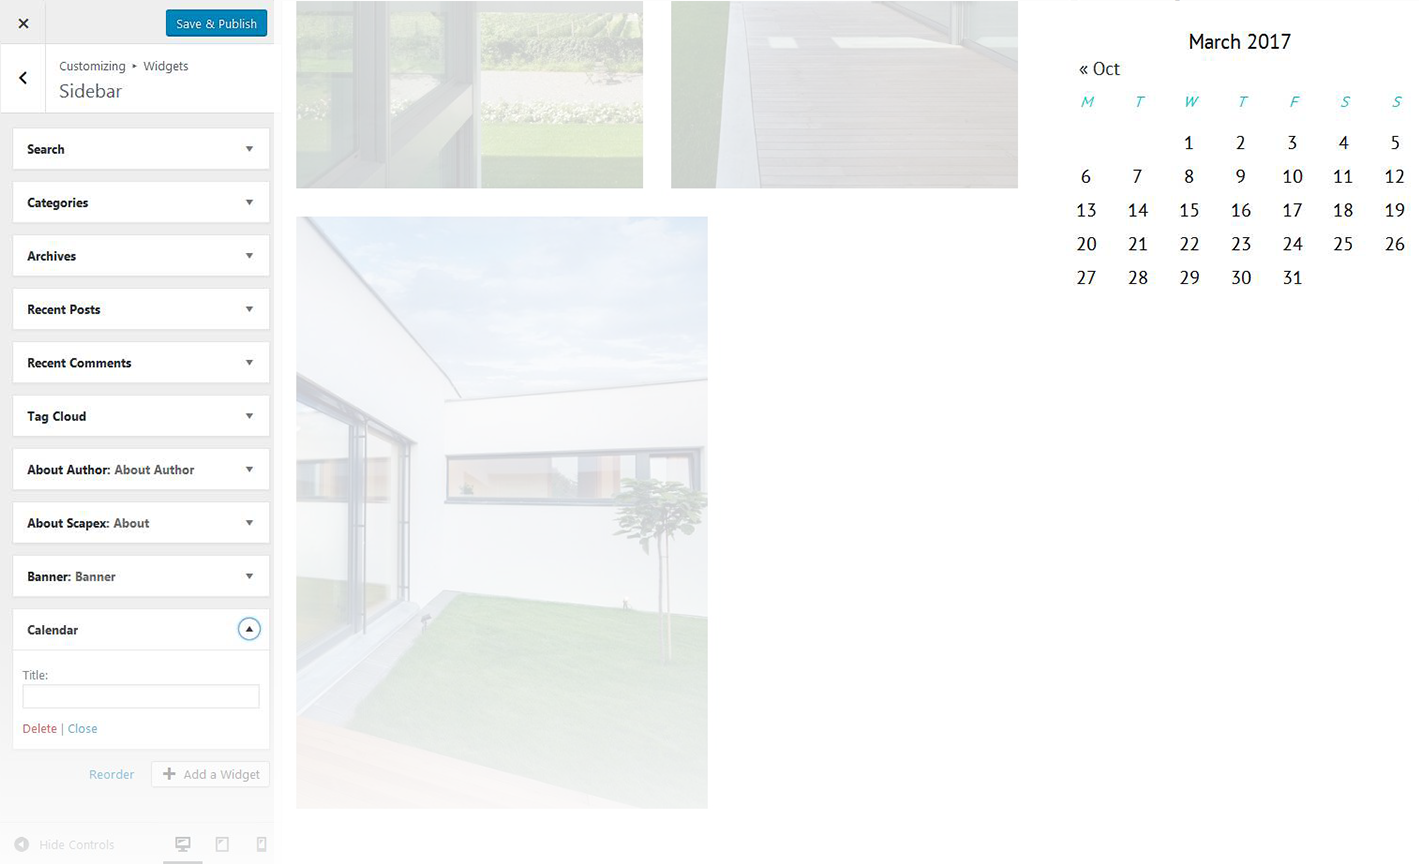 Save & Publish
Customizing ▸ Widgets
Sidebar
Search
Categories
Archives
Recent Posts
Recent Comments
Tag Cloud
About Author: About Author
About Scapex: About
Banner: Banner
Calendar
Title:
Delete | Close
Reorder
Add a Widget
Hide Controls
March 2017
« Oct
M T W T F S S
1 2 3 4 5
6 7 8 9 10 11 12
13 14 15 16 17 18 19
20 21 22 23 24 25 26
27 28 29 30 31